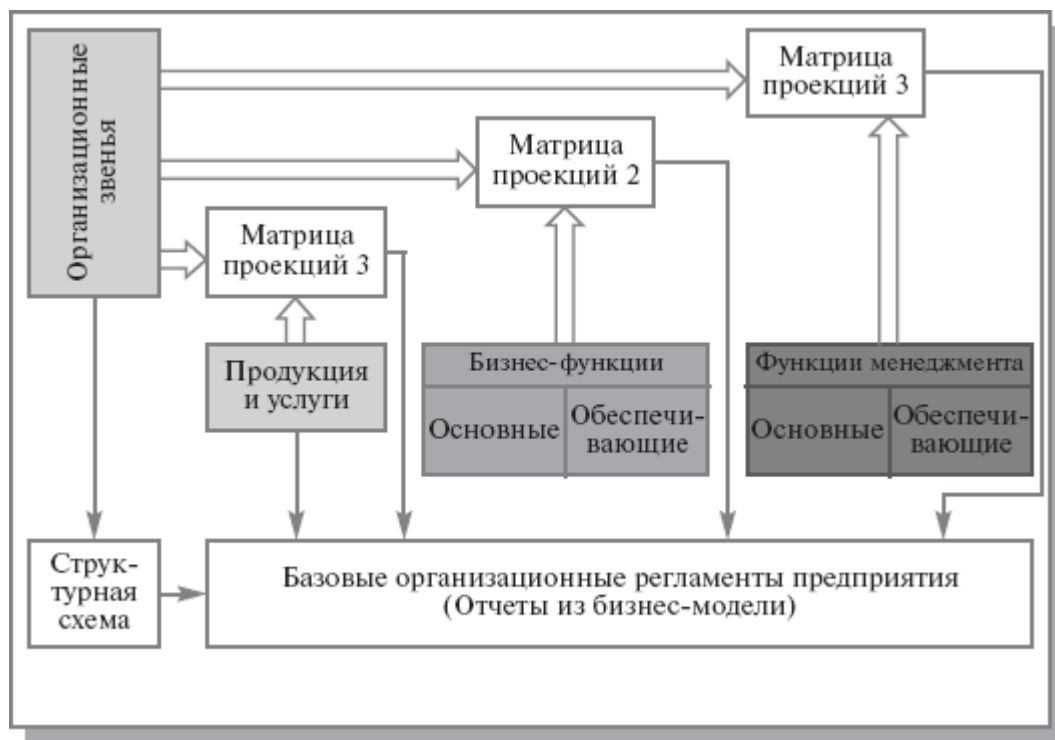 Организационные
звенья
Матрица
проекций 3
Матрица
проекций 2
Матрица
проекций 3
Продукция
и услуги
Бизнес-функции
Основные
Обеспечи-
вающие
Функции менеджмента
Основные
Обеспечи-
вающие
Струк-
турная
схема
Базовые организационные регламенты предприятия
(Отчеты из бизнес-модели)